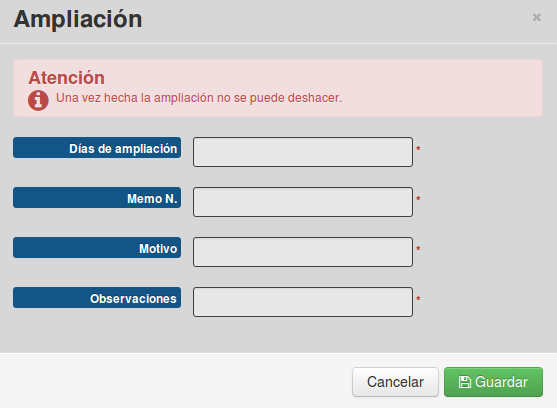 Ampliación ×
Atención
Una vez hecha la ampliación no se puede deshacer.
Días de ampliación *
Memo N. *
Motivo *
Observaciones *
Cancelar Guardar